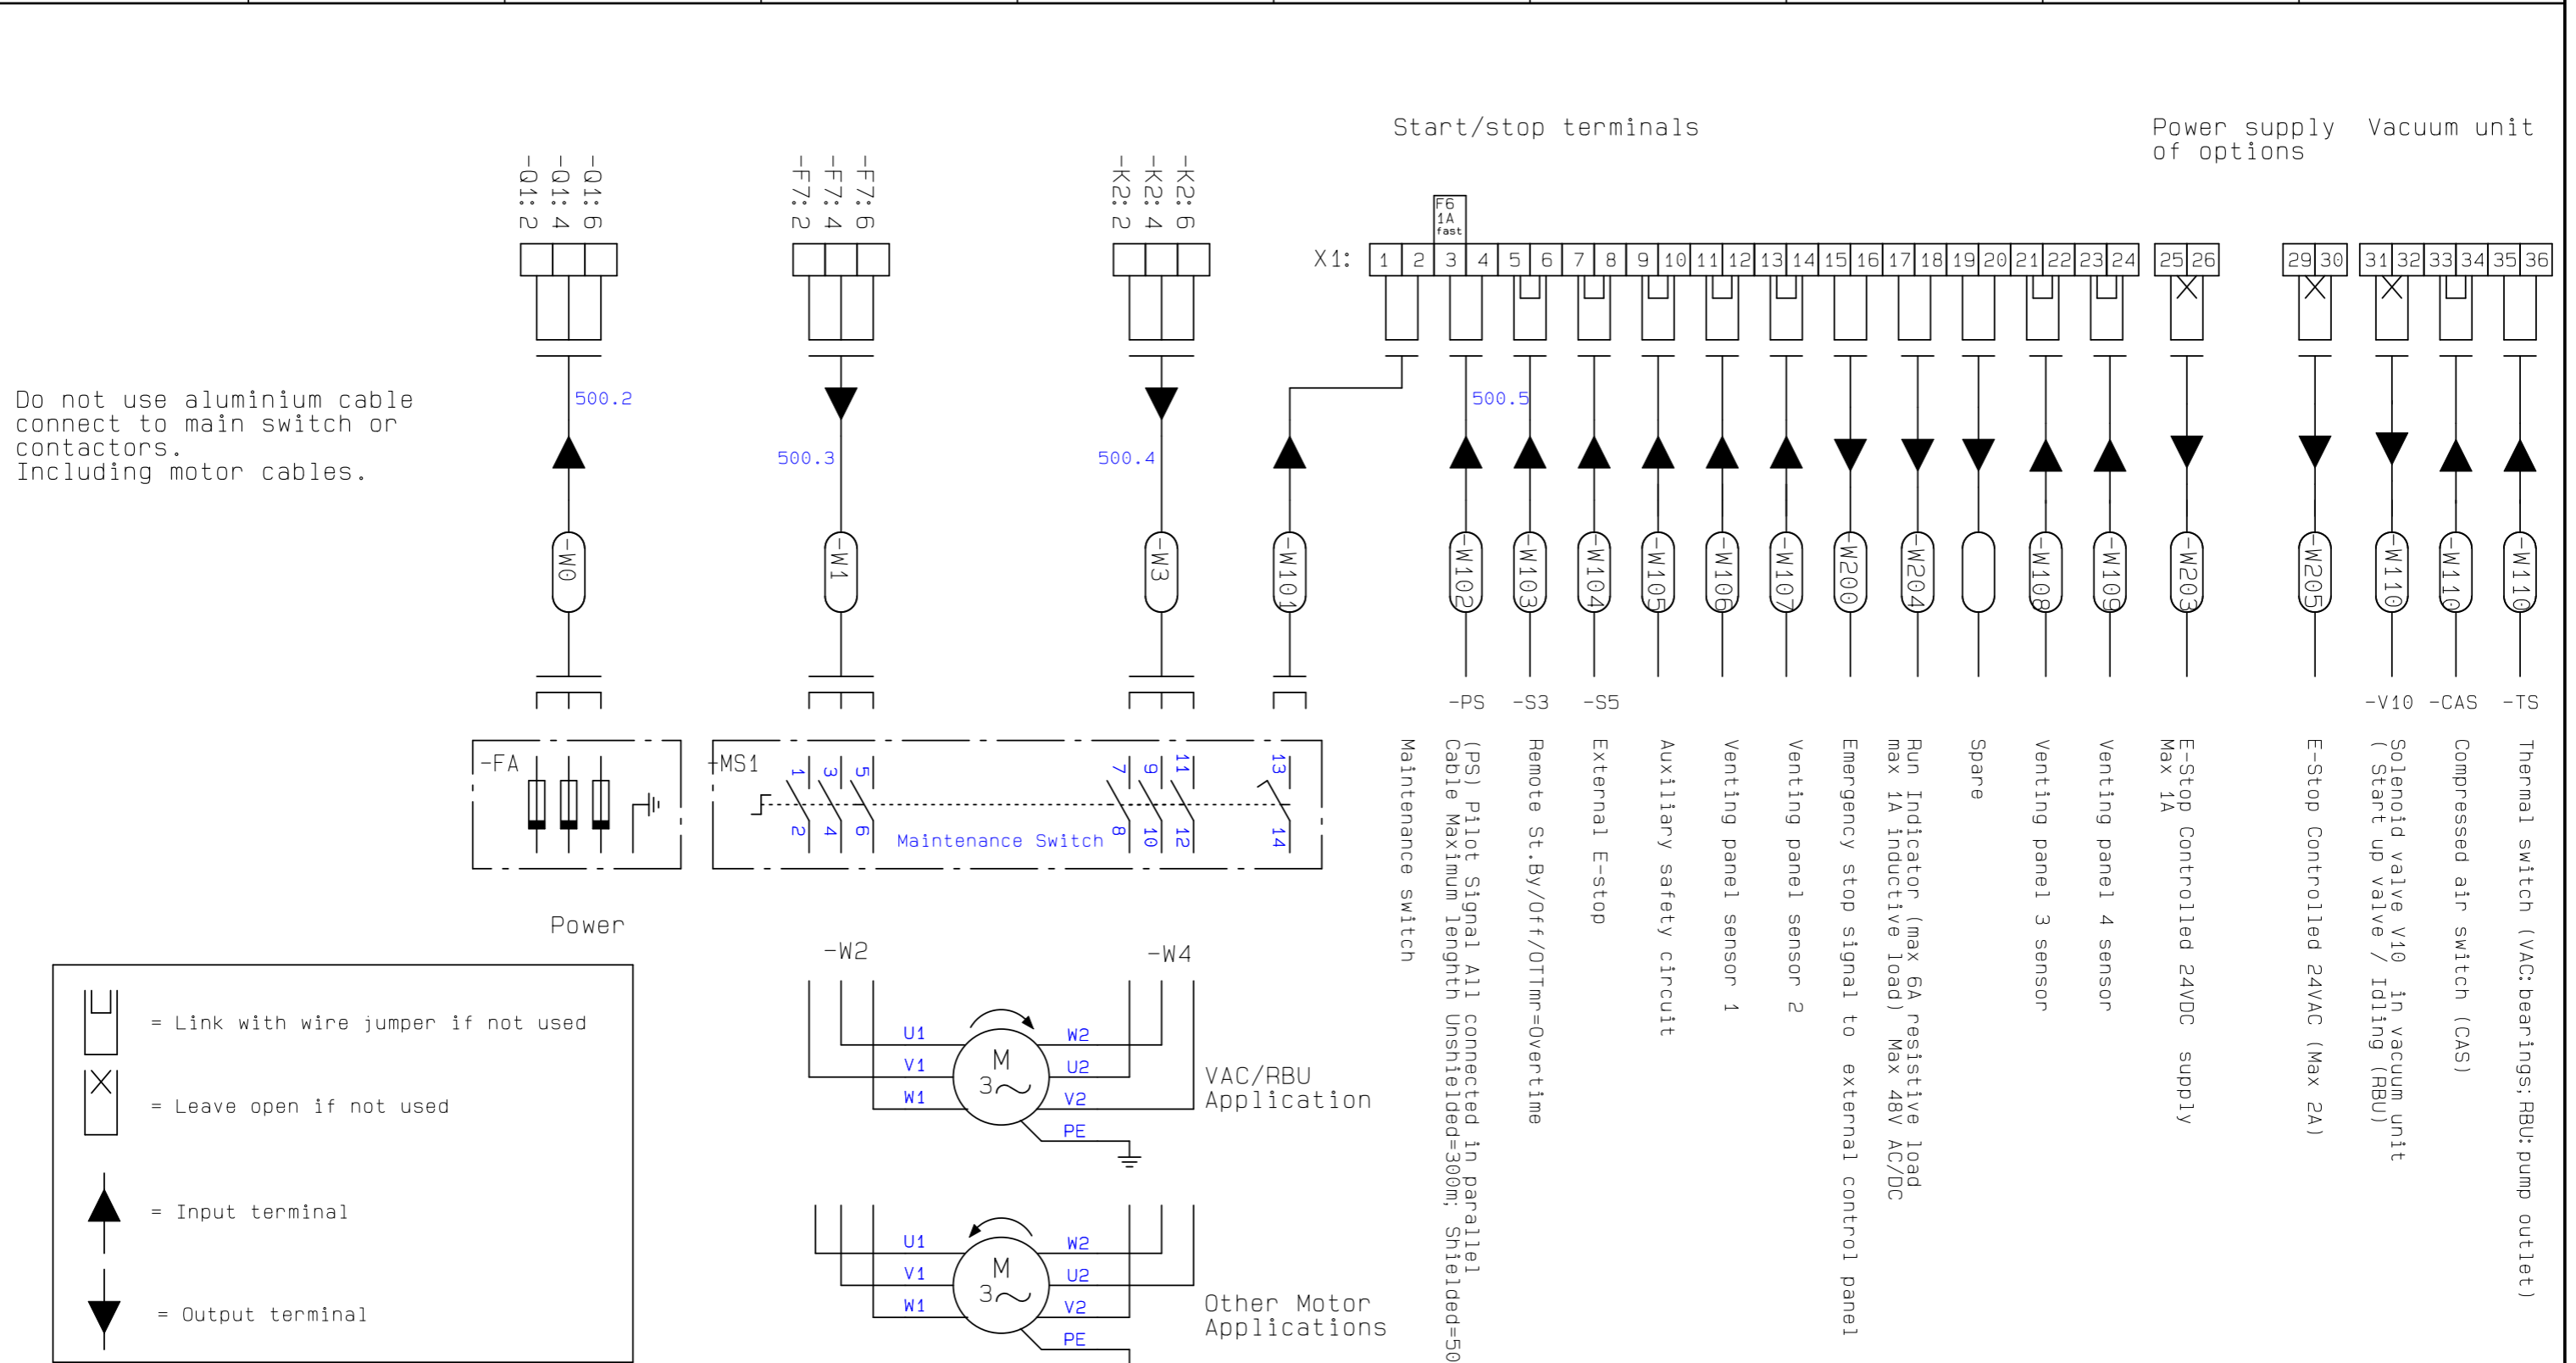 Start/stop terminals
Power supply
of options
Vacuum unit
-Q1: 2
-Q1: 4
-Q1: 6
-F7: 2
-F7: 4
-F7: 6
-K2: 2
-K2: 4
-K2: 6
F6
1A
fast
X1: 1 2 3 4 5 6 7 8 9 10 11 12 13 14 15 16 17 18 19 20 21 22 23 24 25 26 29 30 31 32 33 34 35 36
Do not use aluminium cable
connect to main switch or
contactors.
Including motor cables.
500.2
500.3
500.4
500.5
-W0
-W1
-W3
-W101
-W102
-W103
-W104
-W105
-W106
-W107
-W200
-W204
-W108
-W109
-W203
-W205
-W110
-W110
-W110
-PS
-S3
-S5
-V10
-CAS
-TS
-FA
-MS1
1 3 5 7 9 11 13
2 4 6 8 10 12 14
Maintenance Switch
Maintenance switch
(PS) Pilot Signal All connected in parallel
Cable Maximum lenghth Unshielded=300m; Shielded=50
Remote St.By/Off/OTTmr=Overtime
External E-stop
Auxiliary safety circuit
Venting panel sensor 1
Venting panel sensor 2
Emergency stop signal to external control panel
Run Indicator (max 6A resistive load
max 1A inductive load) Max 48V AC/DC
Spare
Venting panel 3 sensor
Venting panel 4 sensor
E-Stop Controlled 24VDC supply
Max 1A
E-Stop Controlled 24VAC (Max 2A)
Solenoid valve V10 in vacuum unit
( Start up valve / Idling (RBU)
Compressed air switch (CAS)
Thermal switch (VAC:bearings; RBU:pump outlet)
Power
= Link with wire jumper if not used
= Leave open if not used
= Input terminal
= Output terminal
-W2
-W4
U1
V1
W1
M
3
W2
U2
V2
PE
VAC/RBU
Application
U1
V1
W1
M
3
W2
U2
V2
PE
Other Motor
Applications